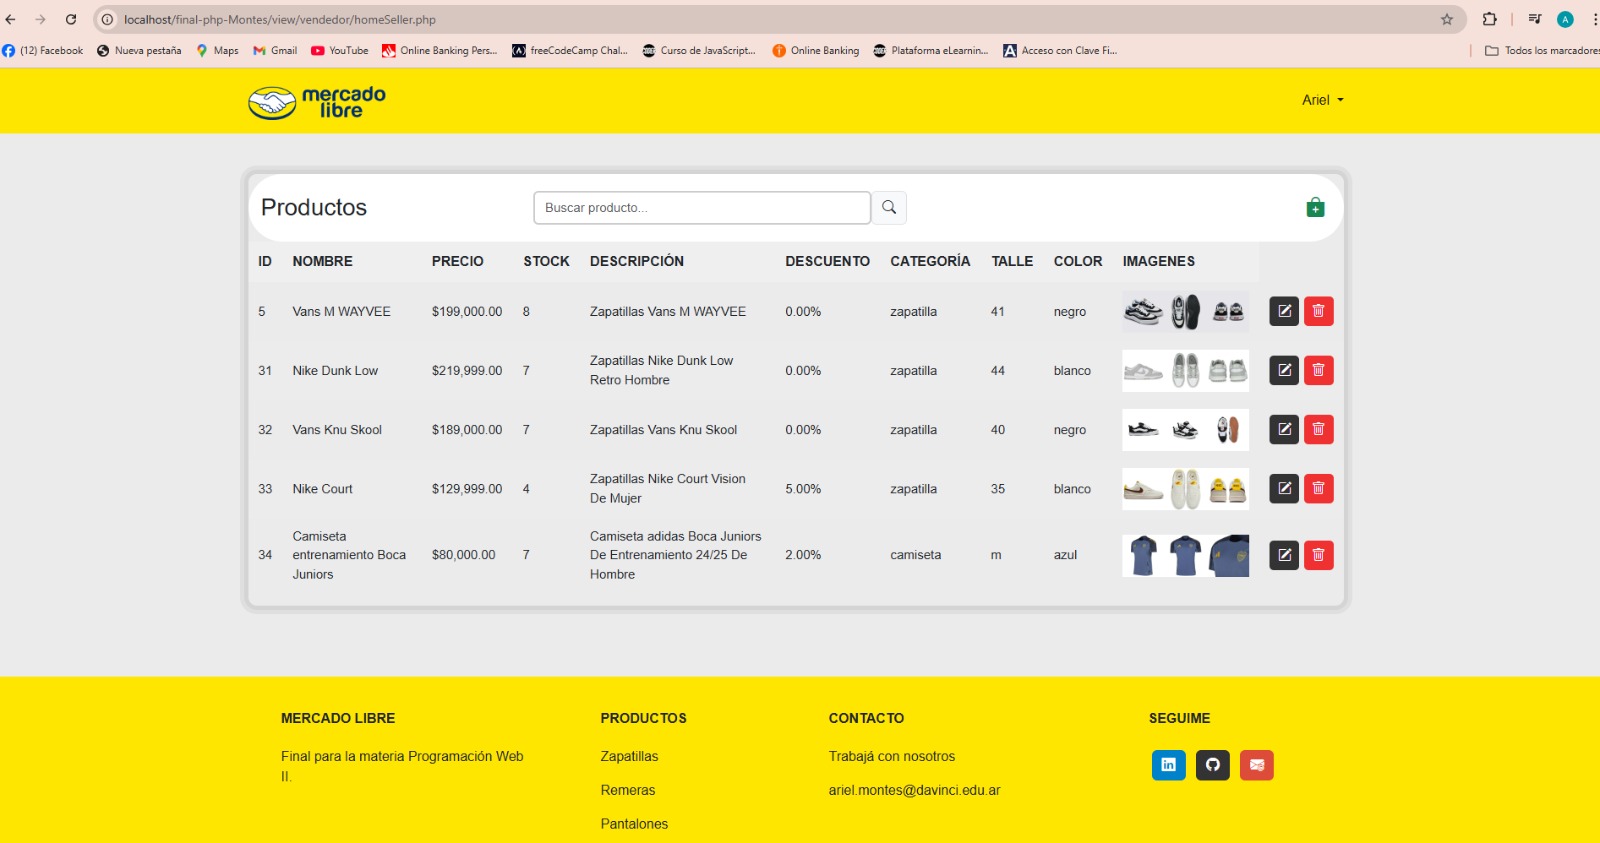 localhost/final-php-Montes/view/vendedor/homeSeller.php
A
(12) Facebook
Nueva pestaña
Maps
Gmail
YouTube
Online Banking Pers...
freeCodeCamp Chal...
Curso de JavaScript...
Online Banking
Plataforma eLearnin...
Acceso con Clave Fi...
Todos los marcadores
mercado
libre
Ariel
Productos
Buscar producto...
ID NOMBRE PRECIO STOCK DESCRIPCIÓN DESCUENTO CATEGORÍA TALLE COLOR IMAGENES
5 Vans M WAYVEE $199,000.00 8 Zapatillas Vans M WAYVEE 0.00% zapatilla 41 negro
31 Nike Dunk Low $219,999.00 7 Zapatillas Nike Dunk Low
Retro Hombre 0.00% zapatilla 44 blanco
32 Vans Knu Skool $189,000.00 7 Zapatillas Vans Knu Skool 0.00% zapatilla 40 negro
33 Nike Court $129,999.00 4 Zapatillas Nike Court Vision
De Mujer 5.00% zapatilla 35 blanco
34 Camiseta
entrenamiento Boca
Juniors $80,000.00 7 Camiseta adidas Boca Juniors
De Entrenamiento 24/25 De
Hombre 2.00% camiseta m azul
MERCADO LIBRE
Final para la materia Programación Web
II.
PRODUCTOS
Zapatillas
Remeras
Pantalones
CONTACTO
Trabajá con nosotros
ariel.montes@davinci.edu.ar
SEGUIME
in